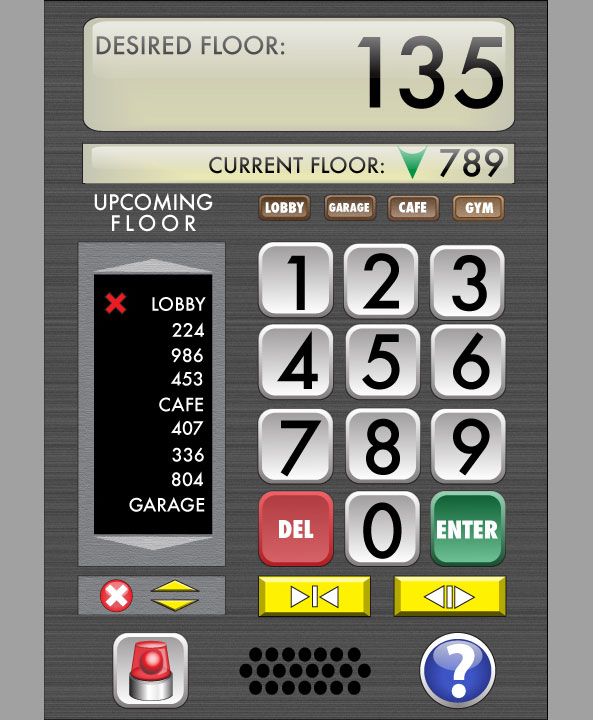 DESIRED FLOOR: 135
CURRENT FLOOR: 789
UPCOMING
FLOOR
LOBBY GARAGE CAFE GYM
LOBBY
224
986
453
CAFE
407
336
804
GARAGE
1 2 3
4 5 6
7 8 9
DEL 0 ENTER
?